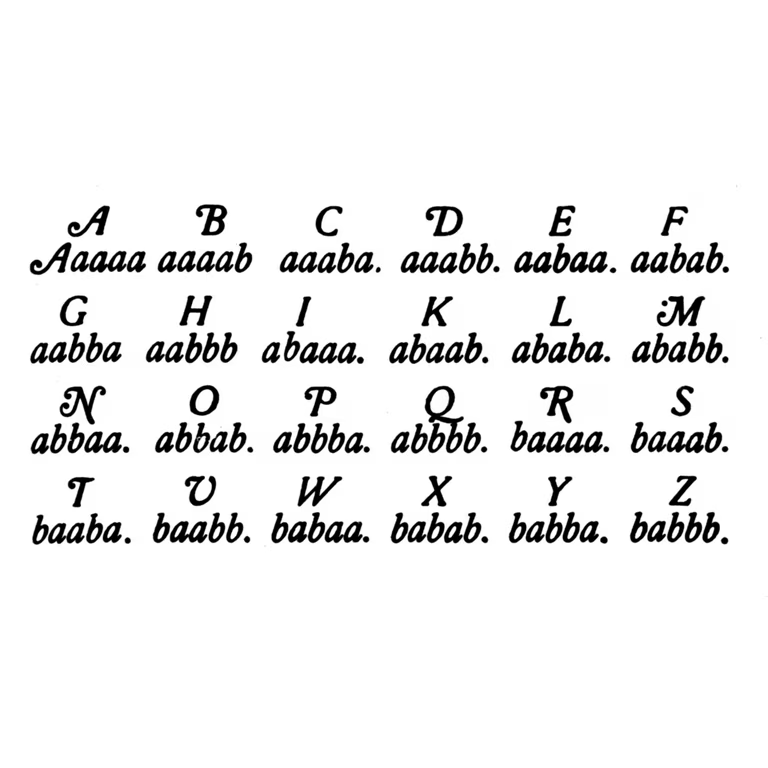 A B C D E F
Aaaaa aaaab aaaba. aaabb. aabaa. aabab.
G H I K L M
aabba aabbb abaaa. abaab. ababa. ababb.
N O P Q R S
abbaa. abbab. abbba. abbbb. baaaa. baaab.
T V W X Y Z
baaba. baabb. babaa. babab. babba. babbb.